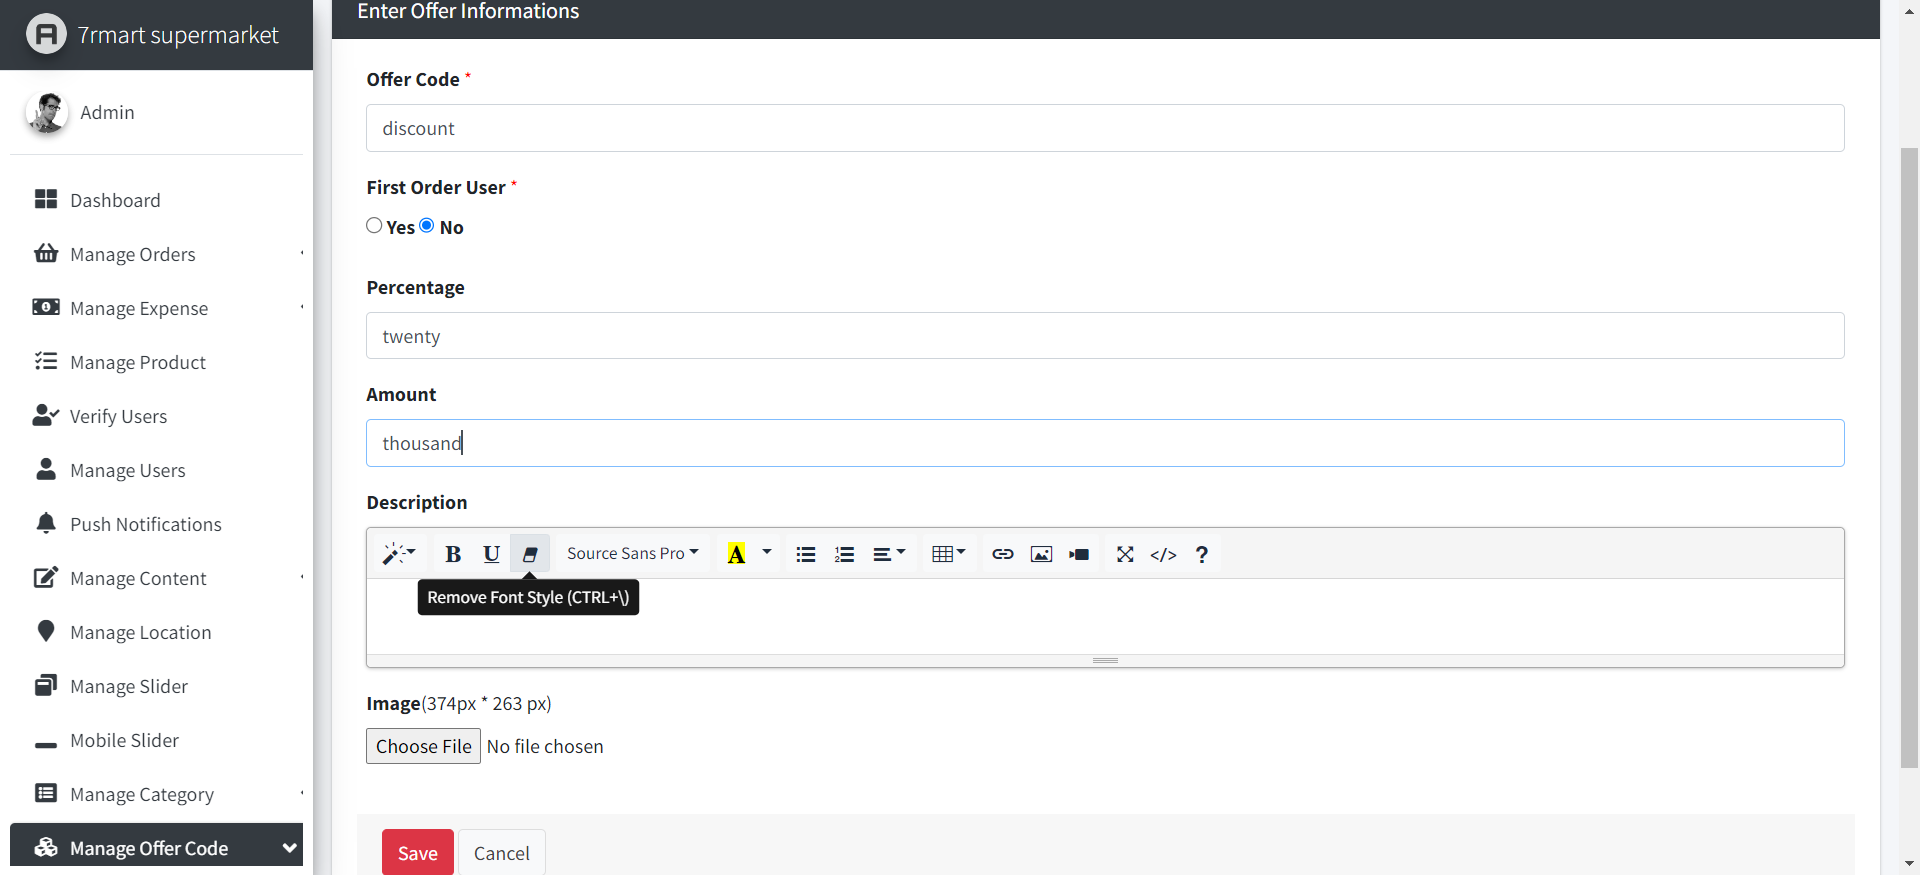 7rmart supermarket
Admin
Dashboard
Manage Orders
Manage Expense
Manage Product
Verify Users
Manage Users
Push Notifications
Manage Content
Manage Location
Manage Slider
Mobile Slider
Manage Category
Manage Offer Code
Enter Offer Informations
Offer Code *
discount
First Order User *
Yes No
Percentage
twenty
Amount
thousand
Description
B U Source Sans Pro A </> ?
Remove Font Style (CTRL+\)
Image(374px * 263 px)
Choose File No file chosen
Save Cancel